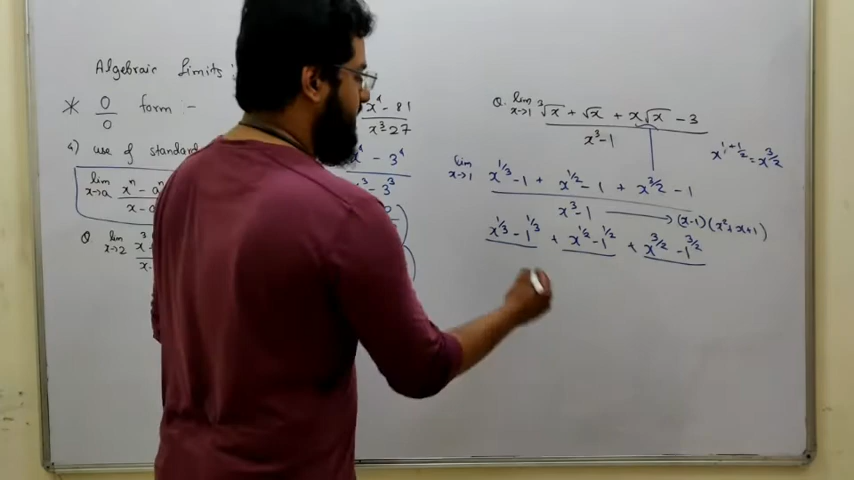 Algebraic Limits
* 0/0 form :-
4) use of standard
lim x→a xⁿ - aⁿ / x - a
Q. lim x→2
x⁴ - 81 / x³ - 27
- 3⁴
- 3³
Q. lim x→1 ∛x + √x + x√x - 3 / x³ - 1
x^(1+1/2) = x^(3/2)
lim x→1 x^(1/3) - 1 + x^(1/2) - 1 + x^(3/2) - 1 / x³ - 1 → (x-1)(x²+x+1)
x^(1/3) - 1^(1/3) + x^(1/2) - 1^(1/2) + x^(3/2) - 1^(3/2)